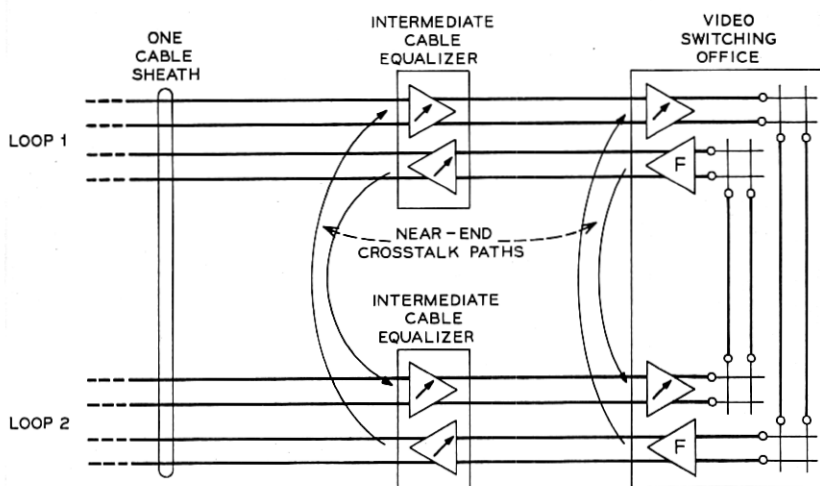 INTERMEDIATE
CABLE
EQUALIZER
VIDEO
SWITCHING
OFFICE
ONE
CABLE
SHEATH
LOOP 1
F
NEAR-END
CROSSTALK PATHS
INTERMEDIATE
CABLE
EQUALIZER
LOOP 2
F